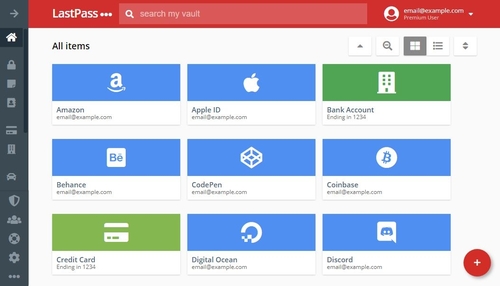 LastPass
search my vault
email@example.com
Premium User
All items
Amazon
email@example.com
Apple ID
email@example.com
Bank Account
Ending in 1234
Bē
Behance
email@example.com
CodePen
email@example.com
Coinbase
email@example.com
Credit Card
Ending in 1234
Digital Ocean
email@example.com
Discord
email@example.com